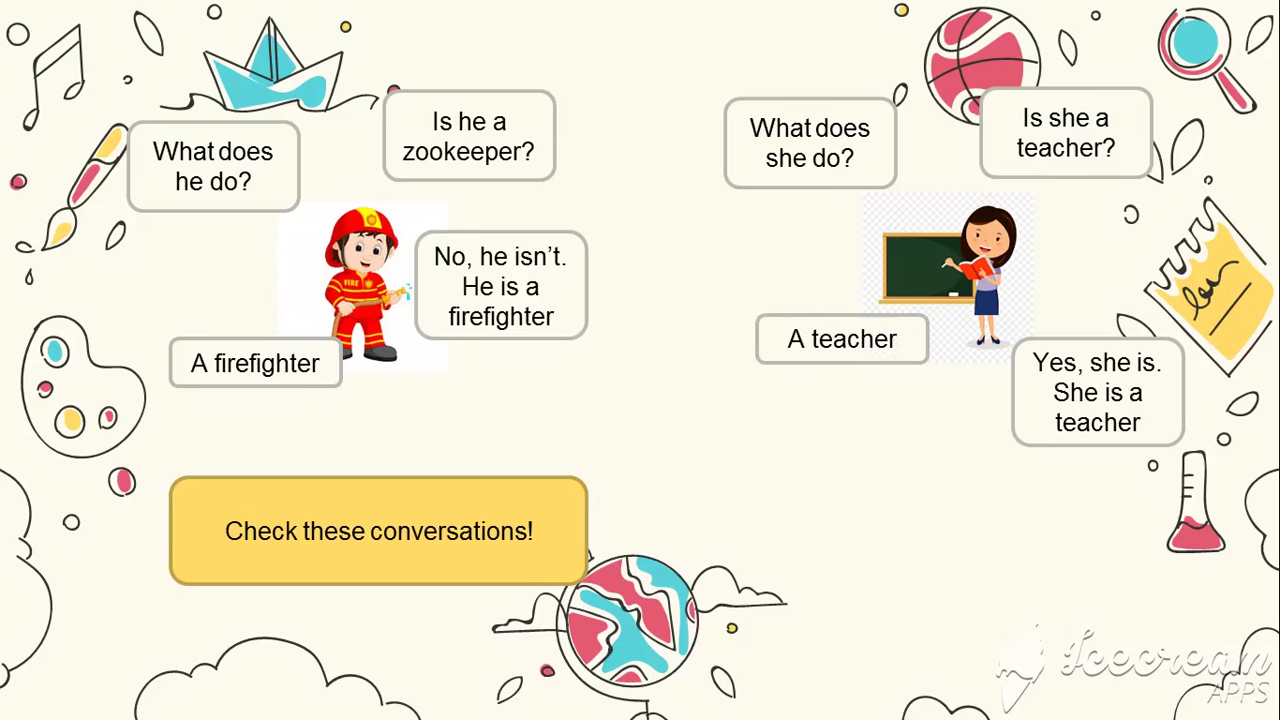 What does
he do?
Is he a
zookeeper?
FIRE
No, he isn't.
He is a
firefighter
A firefighter
What does
she do?
Is she a
teacher?
A teacher
Yes, she is.
She is a
teacher
Check these conversations!
Icecream
APPS